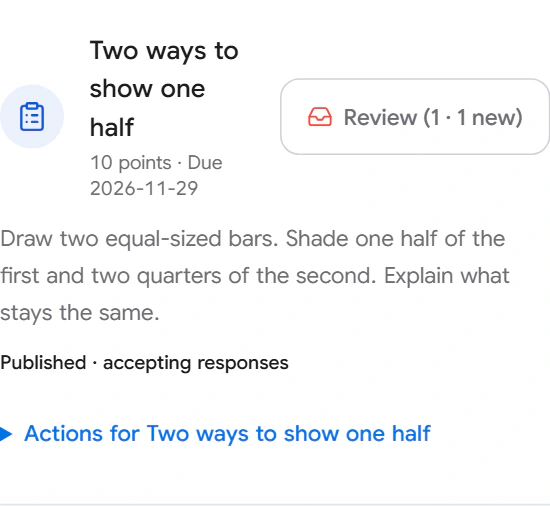 Two ways to
show one
half
10 points · Due
2026-11-29
Review (1 · 1 new)
Draw two equal-sized bars. Shade one half of the
first and two quarters of the second. Explain what
stays the same.
Published · accepting responses
Actions for Two ways to show one half